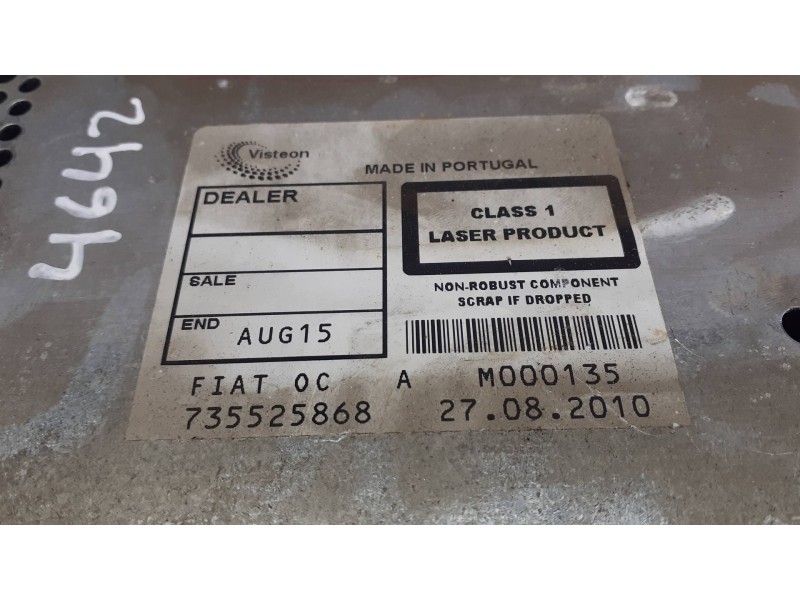 4642
Visteon
MADE IN PORTUGAL
DEALER
CLASS 1
LASER PRODUCT
SALE
NON-ROBUST COMPONENT
SCRAP IF DROPPED
END AUG15
FIAT OC A M000135
735525868 27.08.2010